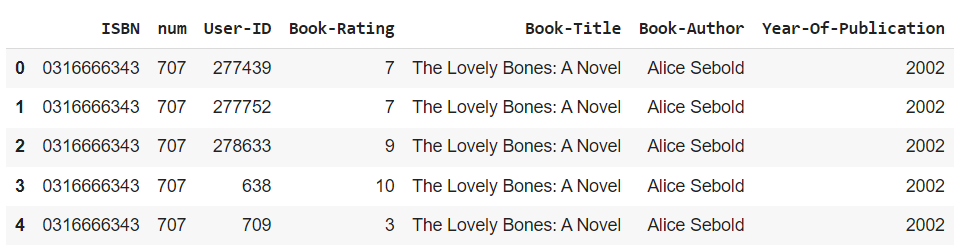 ISBN num User-ID Book-Rating Book-Title Book-Author Year-Of-Publication
0 0316666343 707 277439 7 The Lovely Bones: A Novel Alice Sebold 2002
1 0316666343 707 277752 7 The Lovely Bones: A Novel Alice Sebold 2002
2 0316666343 707 278633 9 The Lovely Bones: A Novel Alice Sebold 2002
3 0316666343 707 638 10 The Lovely Bones: A Novel Alice Sebold 2002
4 0316666343 707 709 3 The Lovely Bones: A Novel Alice Sebold 2002